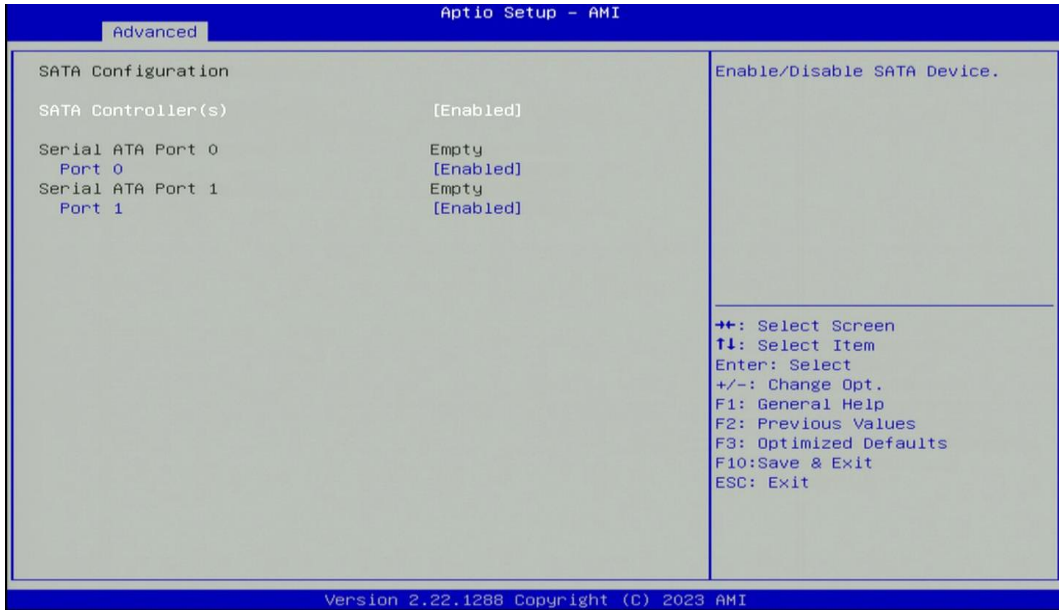 Aptio Setup – AMI
Advanced
SATA Configuration
SATA Controller(s) [Enabled]
Serial ATA Port 0 Empty
Port 0 [Enabled]
Serial ATA Port 1 Empty
Port 1 [Enabled]
Enable/Disable SATA Device.
→←: Select Screen
↑↓: Select Item
Enter: Select
+/-: Change Opt.
F1: General Help
F2: Previous Values
F3: Optimized Defaults
F10:Save & Exit
ESC: Exit
Version 2.22.1288 Copyright (C) 2023 AMI